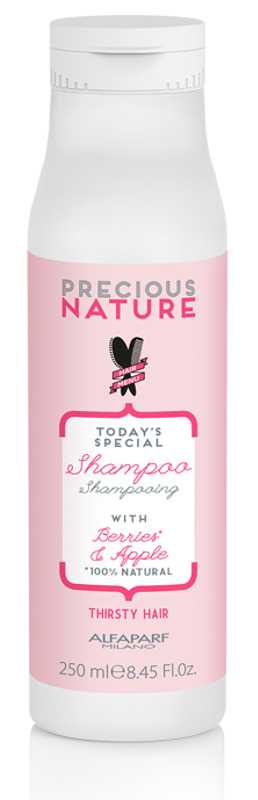 PRECIOUS
NATURE
HAIR
MENU
TODAY'S
SPECIAL
Shampoo
Shampooing
WITH
Berries*
& Apple
*100% NATURAL
THIRSTY HAIR
ALFAPARF
MILANO
250 ml e 8.45 Fl.oz.